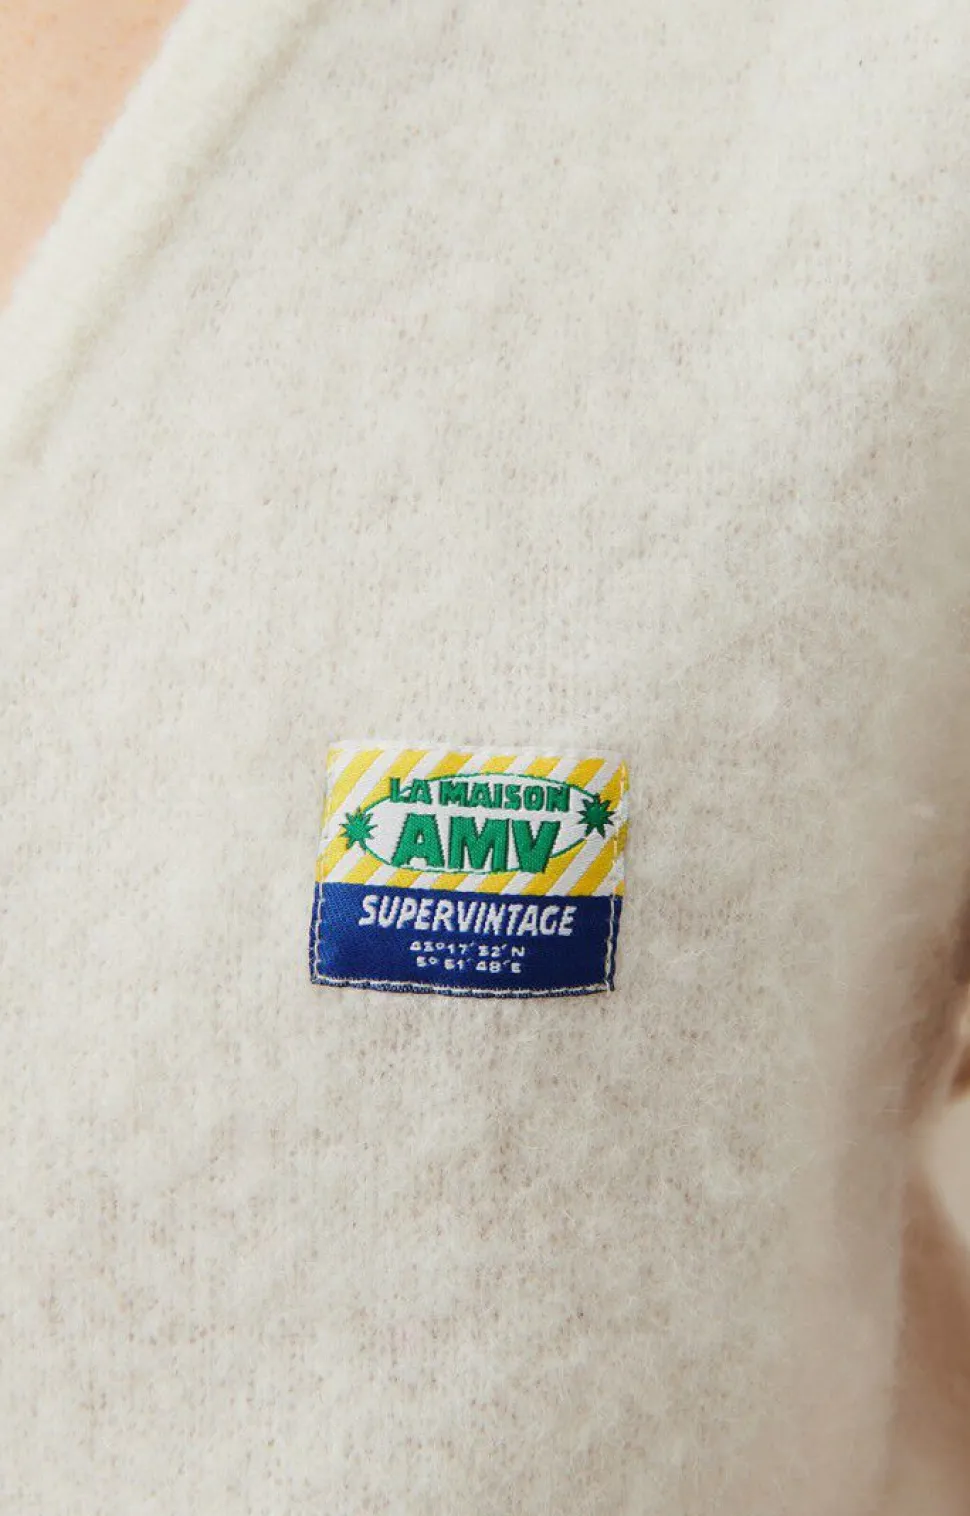 LA MAISON
AMV
SUPERVINTAGE
43°17´32´N
5° 51´ 48´E